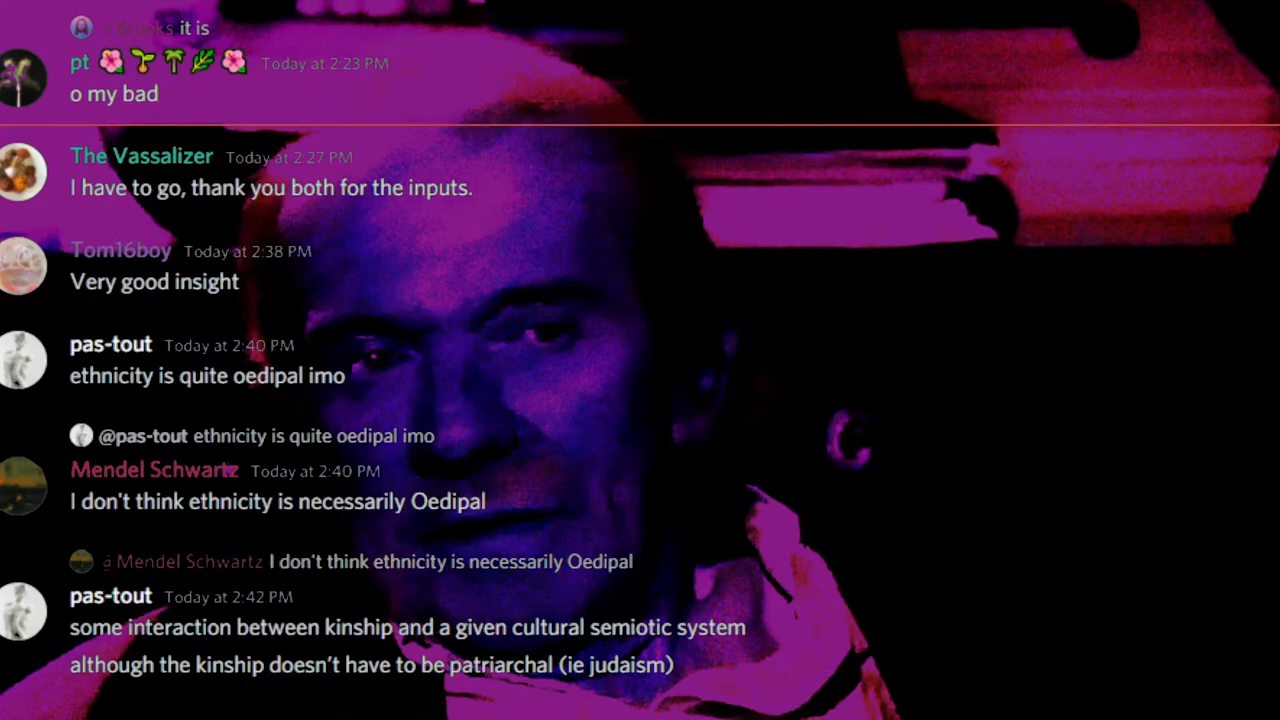 Brooks it is
pt Today at 2:23 PM
o my bad
The Vassalizer Today at 2:27 PM
I have to go, thank you both for the inputs.
Tom16boy Today at 2:38 PM
Very good insight
pas-tout Today at 2:40 PM
ethnicity is quite oedipal imo
@pas-tout ethnicity is quite oedipal imo
Mendel Schwartz Today at 2:40 PM
I don't think ethnicity is necessarily Oedipal
Mendel Schwartz I don't think ethnicity is necessarily Oedipal
pas-tout Today at 2:42 PM
some interaction between kinship and a given cultural semiotic system
although the kinship doesn't have to be patriarchal (ie judaism)